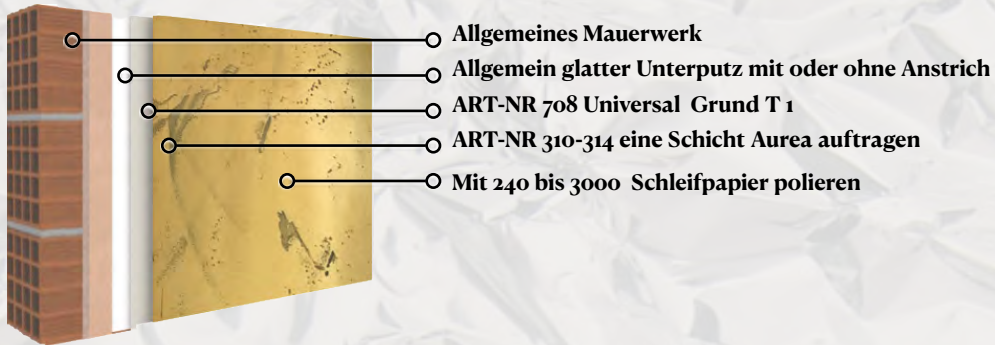 Allgemeines Mauerwerk
Allgemein glatter Unterputz mit oder ohne Anstrich
ART-NR 708 Universal Grund T 1
ART-NR 310-314 eine Schicht Aurea auftragen
Mit 240 bis 3000 Schleifpapier polieren